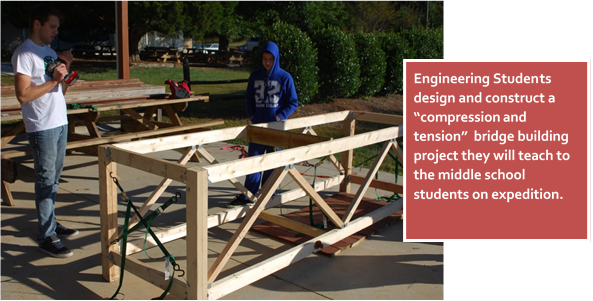 Engineering Students
design and construct a
“compression and
tension” bridge building
project they will teach to
the middle school
students on expedition.
32